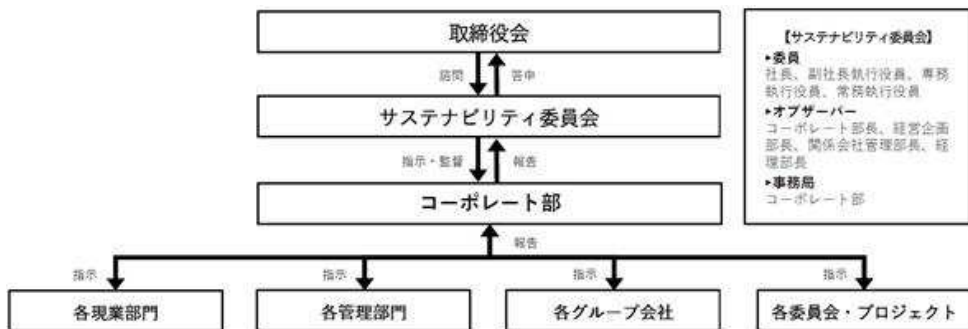 取締役会
諮問 答申
サステナビリティ委員会
指示・監督 報告
コーポレート部
報告
指示 指示 指示 指示
各現業部門 各管理部門 各グループ会社 各委員会・プロジェクト
【サステナビリティ委員会】
▸委員
社長、副社長執行役員、専務
執行役員、常務執行役員
▸オブザーバー
コーポレート部長、経営企画
部長、関係会社管理部長、経
理部長
▸事務局
コーポレート部